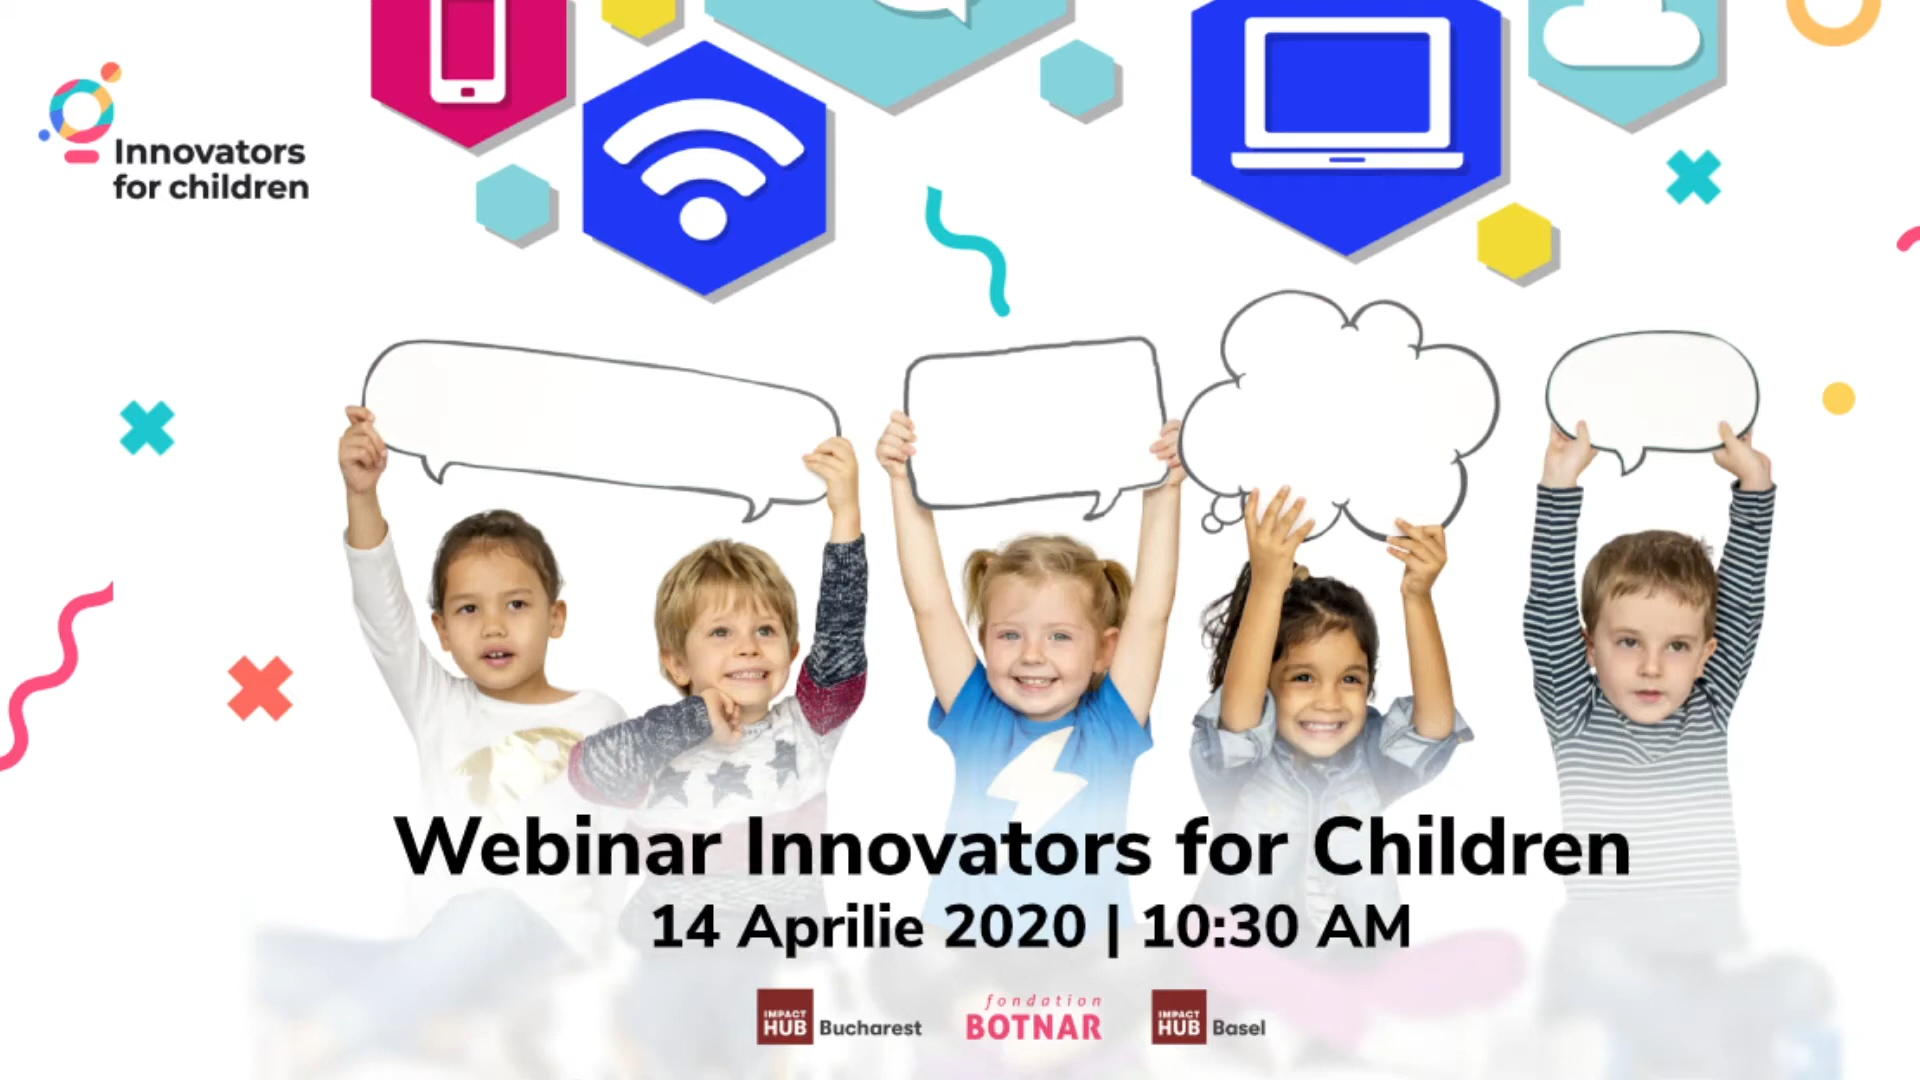 Innovators
for children
Webinar Innovators for Children
14 Aprilie 2020 | 10:30 AM
IMPACT
HUB Bucharest
fondation
BOTNAR
IMPACT
HUB Basel